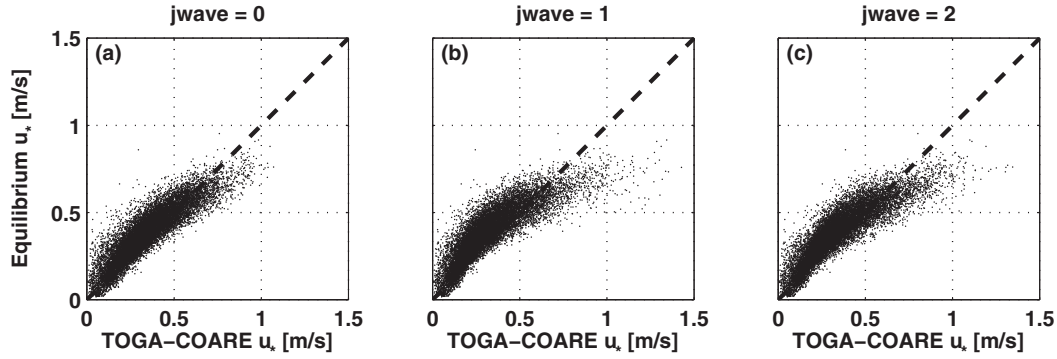 jwave = 0
jwave = 1
jwave = 2
(a)
(b)
(c)
Equilibrium u* [m/s]
1.5
1
0.5
0
0 0.5 1 1.5
0 0.5 1 1.5
0 0.5 1 1.5
TOGA−COARE u* [m/s]
TOGA−COARE u* [m/s]
TOGA−COARE u* [m/s]